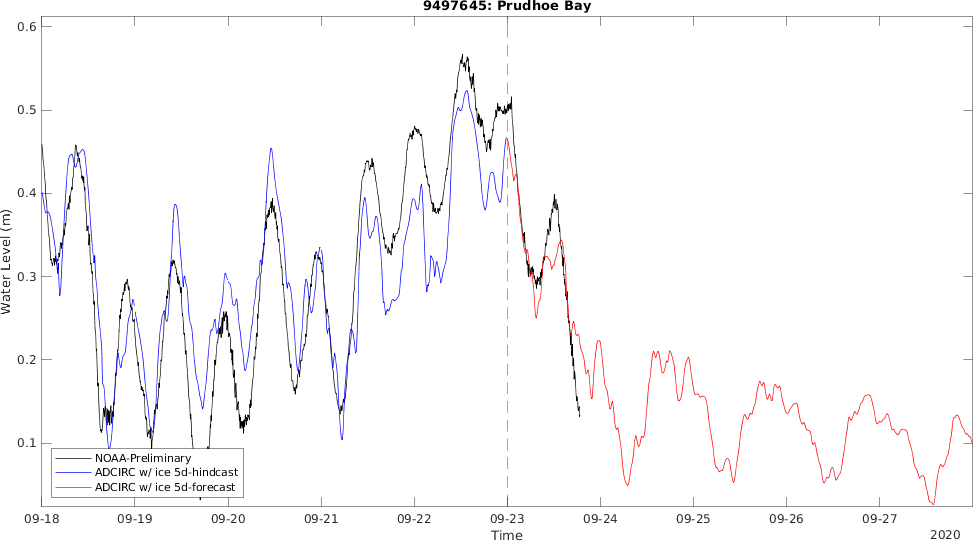 9497645: Prudhoe Bay
Water Level (m)
0.6
0.5
0.4
0.3
0.2
0.1
NOAA-Preliminary
ADCIRC w/ ice 5d-hindcast
ADCIRC w/ ice 5d-forecast
09-18 09-19 09-20 09-21 09-22 09-23 09-24 09-25 09-26 09-27
Time
2020